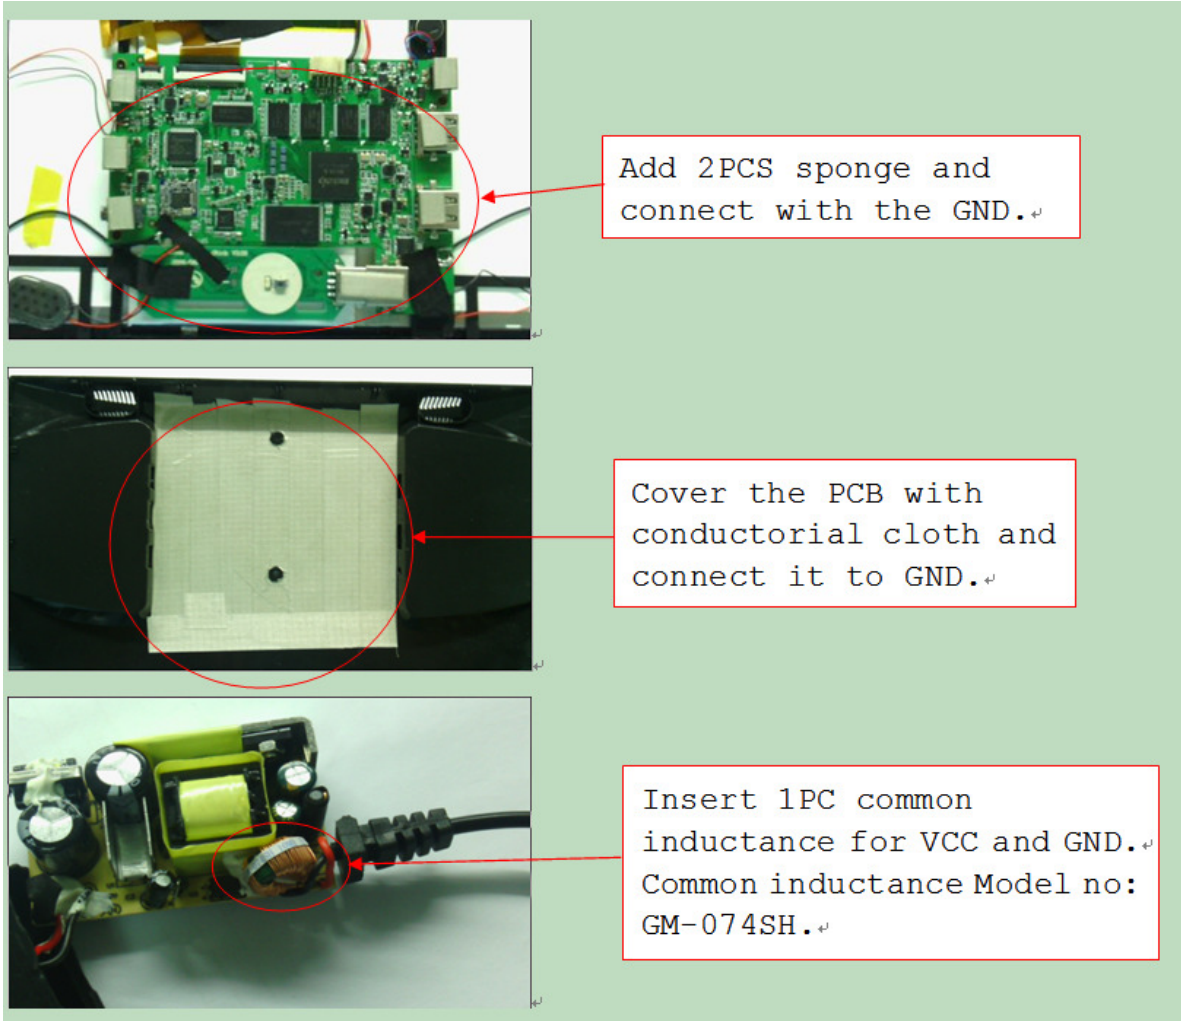 Add 2PCS sponge and
connect with the GND.
Cover the PCB with
conductorial cloth and
connect it to GND.
Insert 1PC common
inductance for VCC and GND.
Common inductance Model no:
GM-074SH.